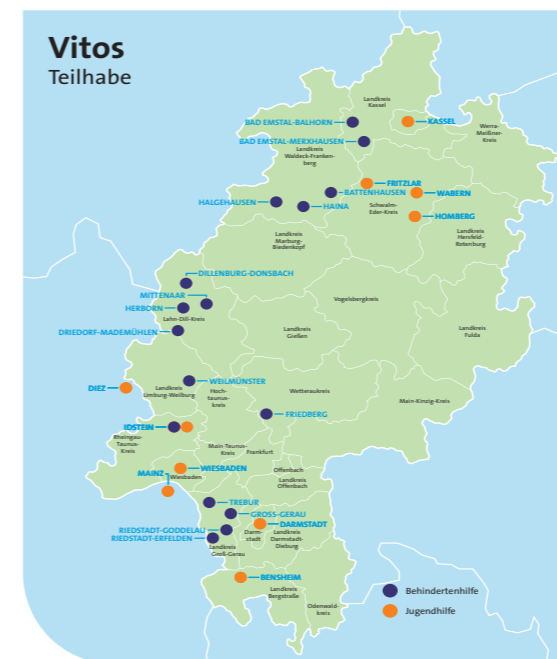 Vitos
Teilhabe
Landkreis
Kassel
BAD EMSTAL-BALHORN
KASSEL
Werra-
Meißner-
Kreis
BAD EMSTAL-MERXHAUSEN
Landkreis
Waldeck-Franken-
berg
FRITZLAR
BATTENHAUSEN
WABERN
HALGEHAUSEN
HAINA
Schwalm-
Eder-Kreis
HOMBERG
Landkreis
Marburg-
Biedenkopf
Landkreis
Hersfeld-
Rotenburg
DILLENBURG-DONSBACH
MITTENAAR
Vogelsbergkreis
HERBORN
Lahn-Dill-Kreis
DRIEDORF-MADEMÜHLEN
Landkreis
Gießen
Landkreis
Fulda
WEILMÜNSTER
DIEZ
Landkreis
Limburg-Weilburg
Hoch-
taunus-
kreis
Wetteraukreis
Main-Kinzig-Kreis
FRIEDBERG
IDSTEIN
Rheingau-
Taunus-
Kreis
Main-Taunus-
Kreis
Frankfurt
Offenbach
Landkreis
Offenbach
MAINZ
WIESBADEN
Wiesbaden
TREBUR
GROSS-GERAU
RIEDSTADT-GODDELAU
DARMSTADT
RIEDSTADT-ERFELDEN
Darm-
stadt
Landkreis
Darmstadt-
Dieburg
Landkreis
Groß-Gerau
BENSHEIM
Landkreis
Bergstraße
Odenwald-
kreis
Behindertenhilfe
Jugendhilfe